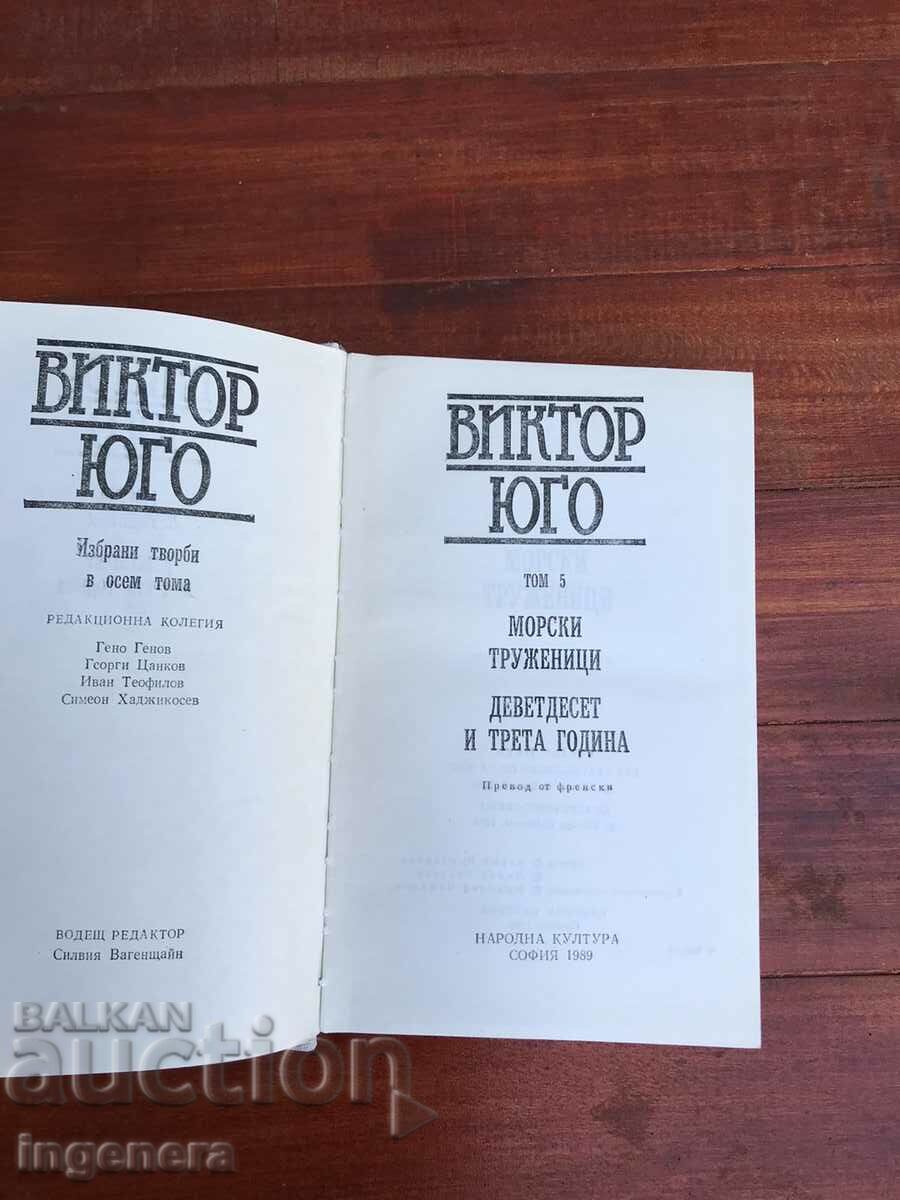 ВИКТОР
ЮГО
Избрани творби
в осем тома
РЕДАКЦИОННА КОЛЕГИЯ
Гено Генов
Георги Цанков
Иван Теофилов
Симеон Хаджикосев
ВОДЕЩ РЕДАКТОР
Силвия Вагенщайн
ВИКТОР
ЮГО
ТОМ 5
МОРСКИ
ТРУЖЕНИЦИ
ДЕВЕТДЕСЕТ
И ТРЕТА ГОДИНА
Превод от френски
НАРОДНА КУЛТУРА
СОФИЯ 1989
BALKAN
auction
ingenera